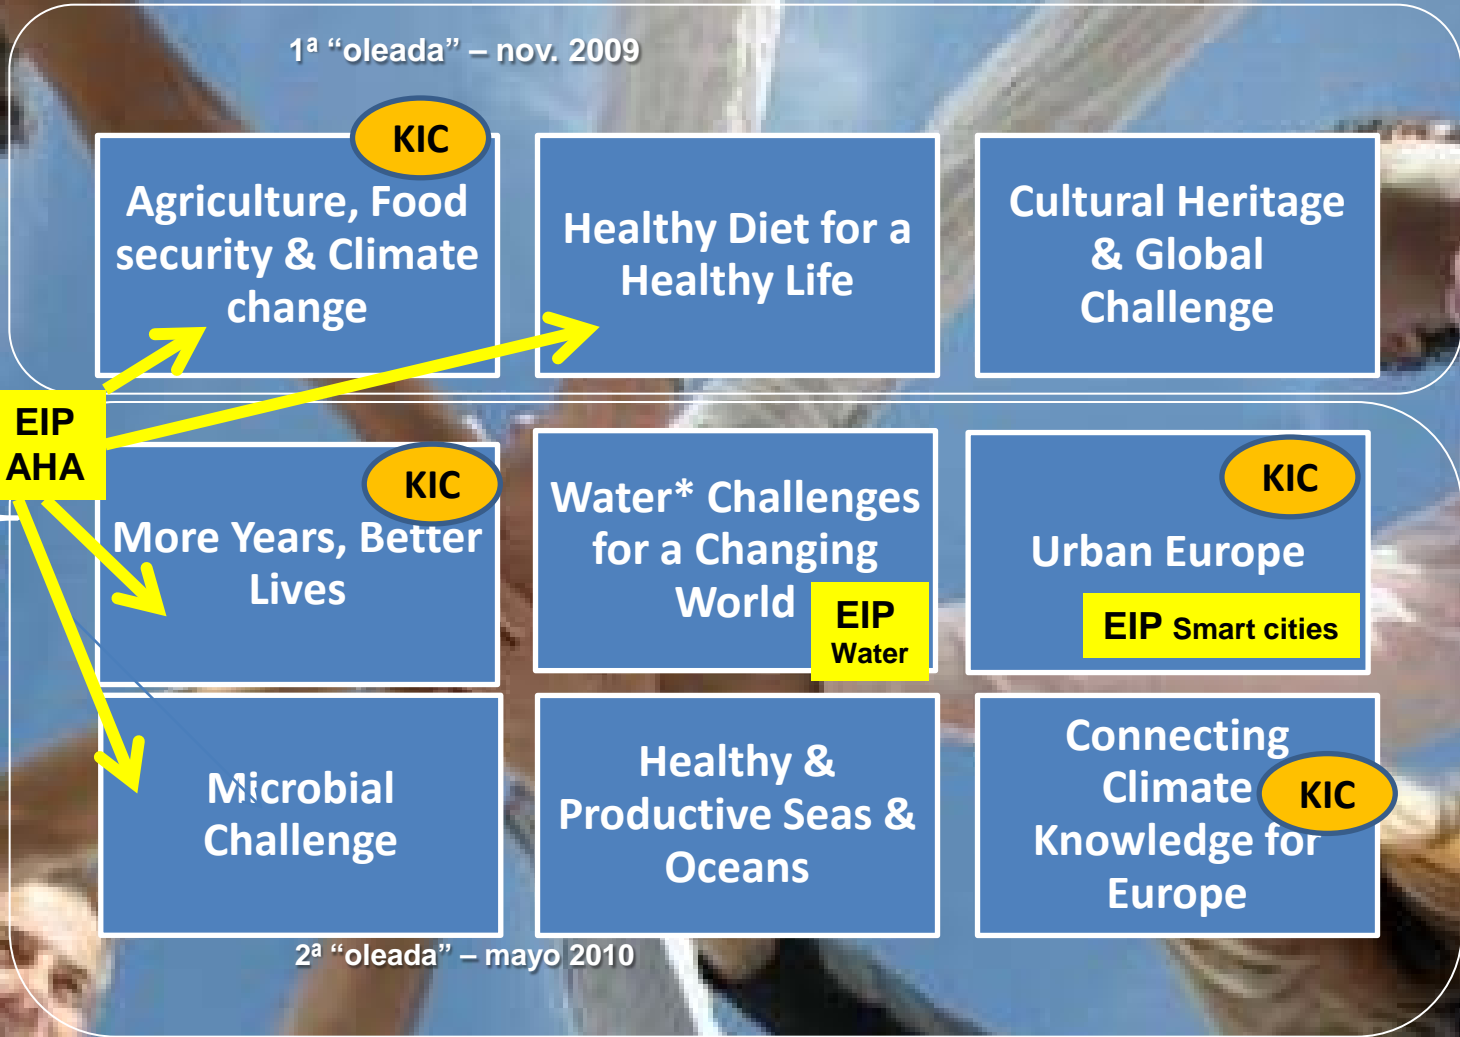 1ª “oleada” – nov. 2009
KIC
Agriculture, Food
security & Climate
change
Healthy Diet for a
Healthy Life
Cultural Heritage
& Global
Challenge
EIP
AHA
KIC
More Years, Better
Lives
Water* Challenges
for a Changing
World
EIP
Water
KIC
Urban Europe
EIP Smart cities
Microbial
Challenge
Healthy &
Productive Seas &
Oceans
Connecting
Climate
Knowledge for
Europe
KIC
2ª “oleada” – mayo 2010